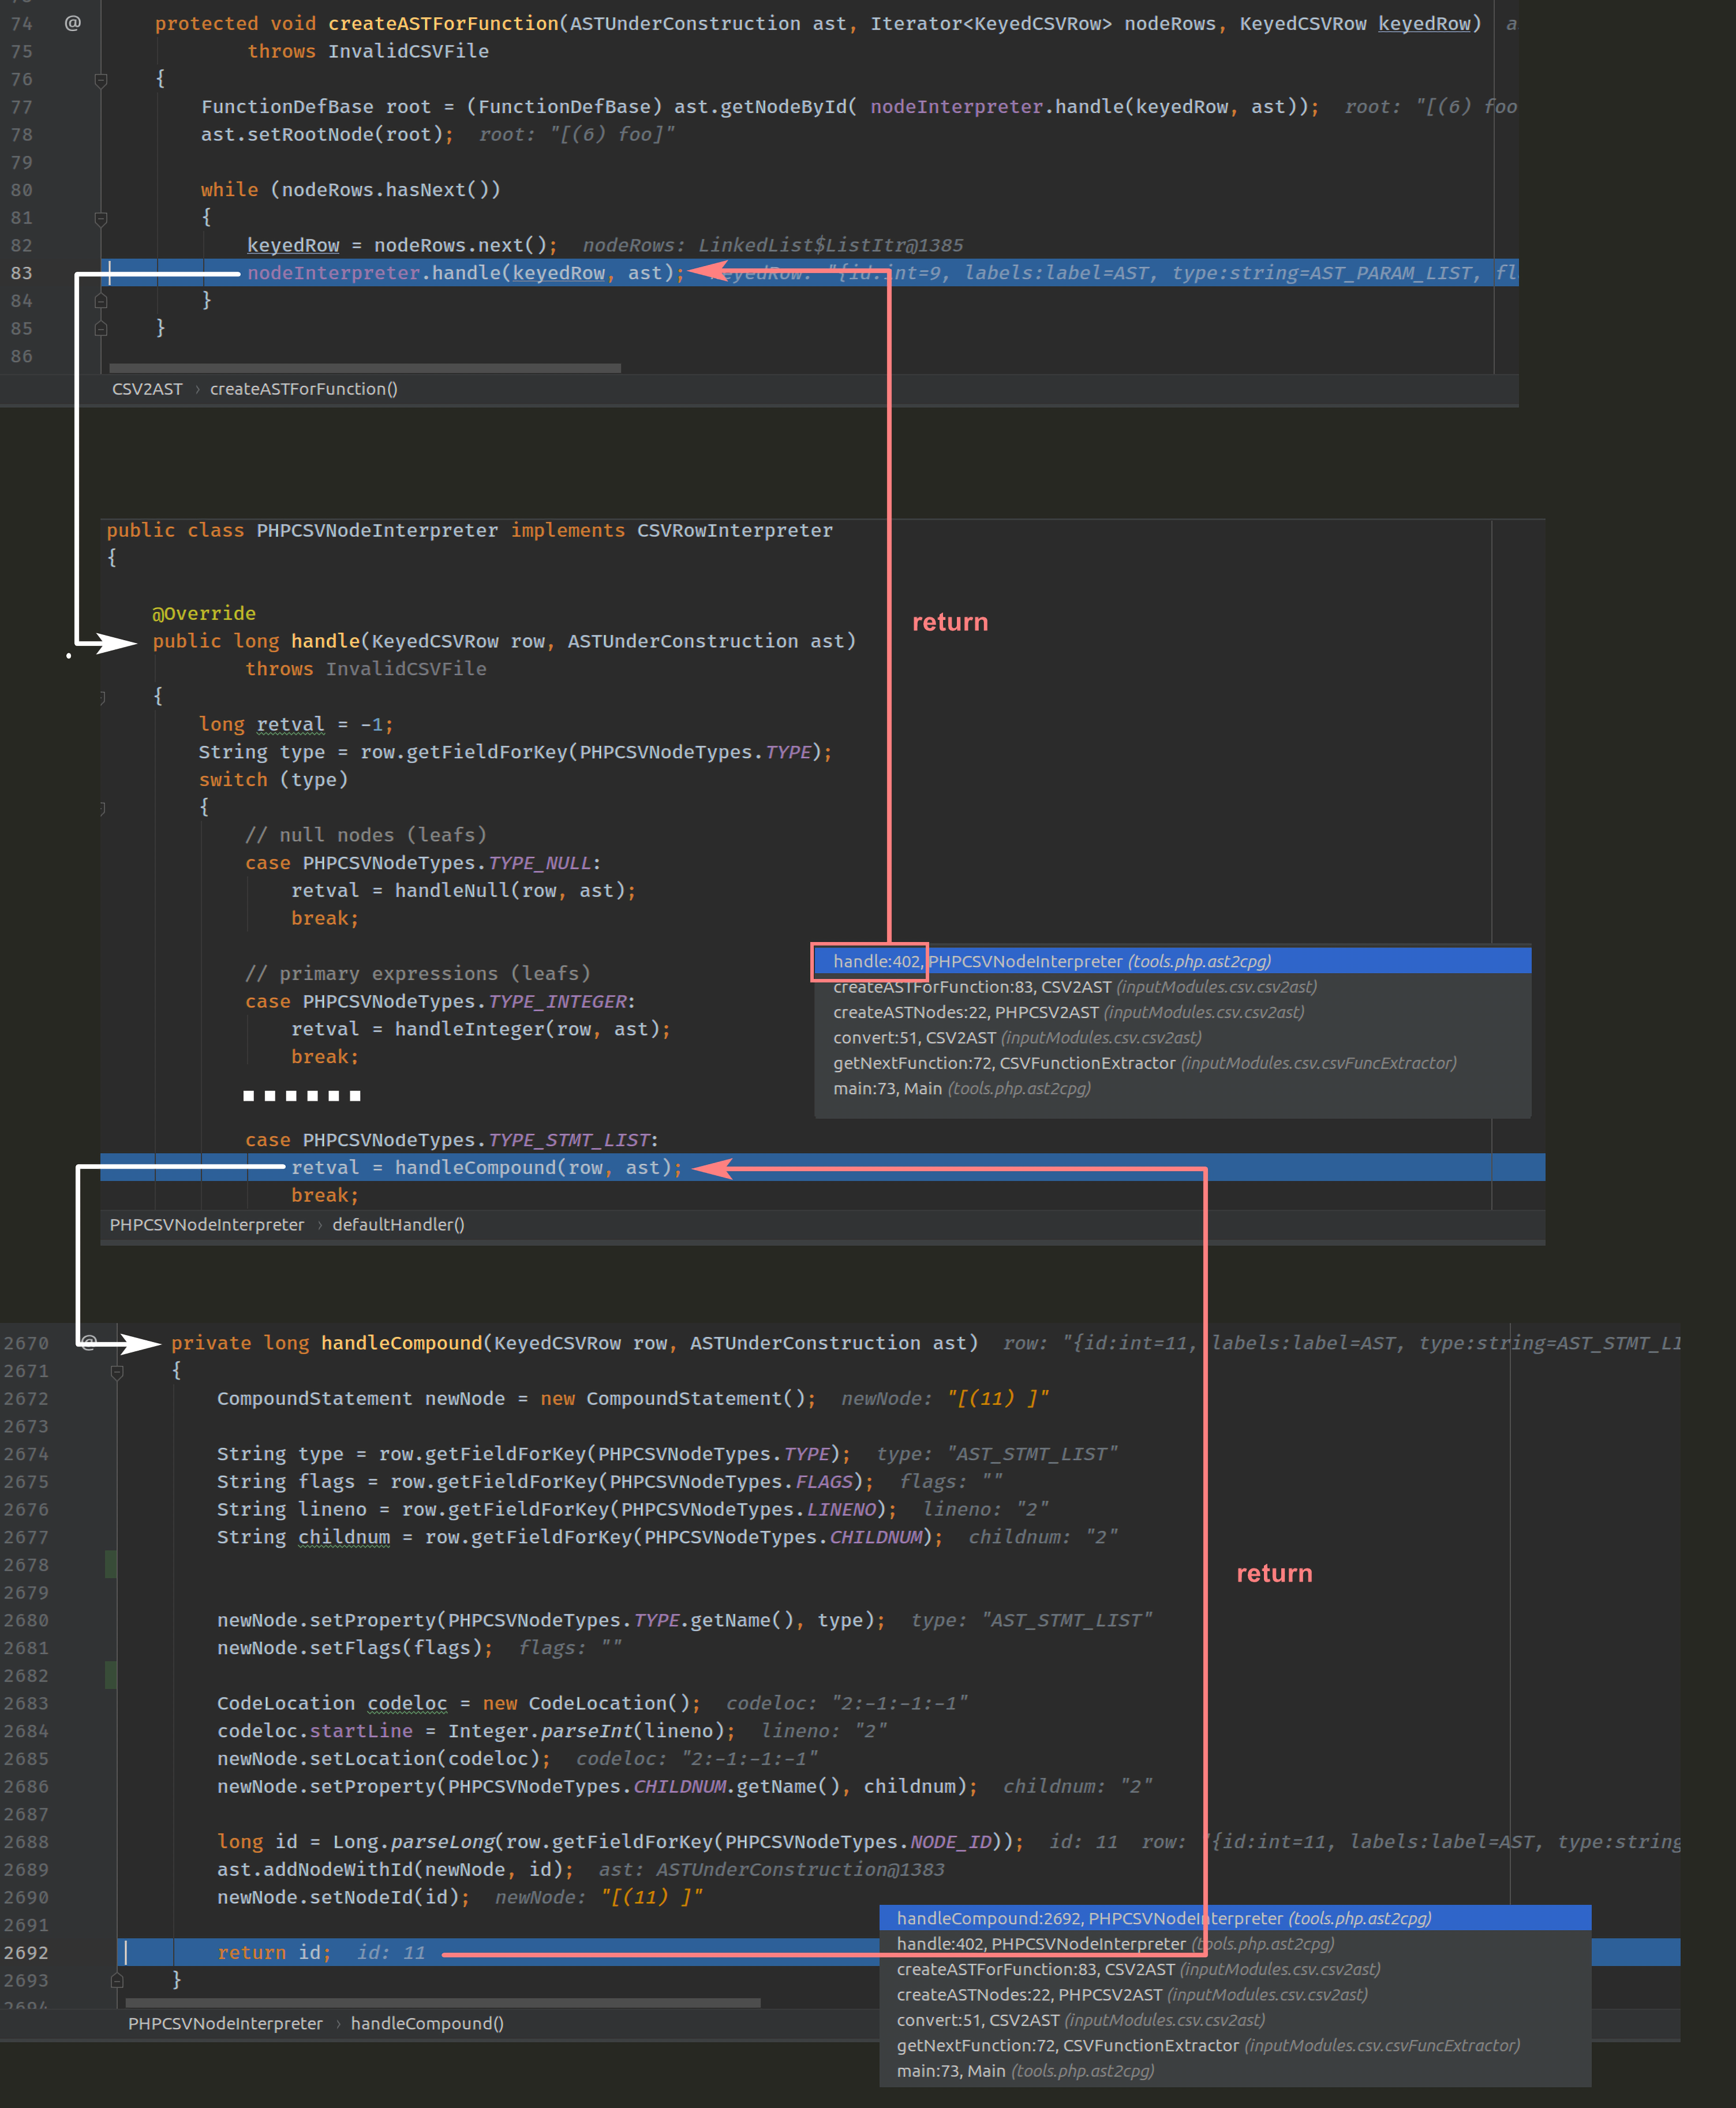 74 @ protected void createASTForFunction(ASTUnderConstruction ast, Iterator<KeyedCSVRow> nodeRows, KeyedCSVRow keyedRow) a
75 throws InvalidCSVFile
76 {
77 FunctionDefBase root = (FunctionDefBase) ast.getNodeById( nodeInterpreter.handle(keyedRow, ast)); root: "[(6) foo
78 ast.setRootNode(root); root: "[(6) foo]"
79
80 while (nodeRows.hasNext())
81 {
82 keyedRow = nodeRows.next(); nodeRows: LinkedList$ListItr@1385
83 nodeInterpreter.handle(keyedRow, ast); keyedRow: "{id:int=9, labels:label=AST, type:string=AST_PARAM_LIST, fl
84 }
85 }
86
CSV2AST › createASTForFunction()
public class PHPCSVNodeInterpreter implements CSVRowInterpreter
{
@Override
public long handle(KeyedCSVRow row, ASTUnderConstruction ast)
throws InvalidCSVFile
{
return
long retval = -1;
String type = row.getFieldForKey(PHPCSVNodeTypes.TYPE);
switch (type)
{
// null nodes (leafs)
case PHPCSVNodeTypes.TYPE_NULL:
retval = handleNull(row, ast);
break;
// primary expressions (leafs)
case PHPCSVNodeTypes.TYPE_INTEGER:
retval = handleInteger(row, ast);
break;
handle:402, PHPCSVNodeInterpreter (tools.php.ast2cpg)
createASTForFunction:83, CSV2AST (inputModules.csv.csv2ast)
createASTNodes:22, PHPCSV2AST (inputModules.csv.csv2ast)
convert:51, CSV2AST (inputModules.csv.csv2ast)
getNextFunction:72, CSVFunctionExtractor (inputModules.csv.csvFuncExtractor)
main:73, Main (tools.php.ast2cpg)
case PHPCSVNodeTypes.TYPE_STMT_LIST:
retval = handleCompound(row, ast);
break;
PHPCSVNodeInterpreter › defaultHandler()
2670 @ private long handleCompound(KeyedCSVRow row, ASTUnderConstruction ast) row: "{id:int=11, labels:label=AST, type:string=AST_STMT_LI
2671 {
2672 CompoundStatement newNode = new CompoundStatement(); newNode: "[(11) ]"
2673
2674 String type = row.getFieldForKey(PHPCSVNodeTypes.TYPE); type: "AST_STMT_LIST"
2675 String flags = row.getFieldForKey(PHPCSVNodeTypes.FLAGS); flags: ""
2676 String lineno = row.getFieldForKey(PHPCSVNodeTypes.LINENO); lineno: "2"
2677 String childnum = row.getFieldForKey(PHPCSVNodeTypes.CHILDNUM); childnum: "2"
2678
return
2679
2680 newNode.setProperty(PHPCSVNodeTypes.TYPE.getName(), type); type: "AST_STMT_LIST"
2681 newNode.setFlags(flags); flags: ""
2682
2683 CodeLocation codeloc = new CodeLocation(); codeloc: "2:-1:-1:-1"
2684 codeloc.startLine = Integer.parseInt(lineno); lineno: "2"
2685 newNode.setLocation(codeloc); codeloc: "2:-1:-1:-1"
2686 newNode.setProperty(PHPCSVNodeTypes.CHILDNUM.getName(), childnum); childnum: "2"
2687
2688 long id = Long.parseLong(row.getFieldForKey(PHPCSVNodeTypes.NODE_ID)); id: 11 row: "{id:int=11, labels:label=AST, type:string
2689 ast.addNodeWithId(newNode, id); ast: ASTUnderConstruction@1383
2690 newNode.setNodeId(id); newNode: "[(11) ]"
2691
2692 return id; id: 11
2693 }
2694
PHPCSVNodeInterpreter › handleCompound()
handleCompound:2692, PHPCSVNodeInterpreter (tools.php.ast2cpg)
handle:402, PHPCSVNodeInterpreter (tools.php.ast2cpg)
createASTForFunction:83, CSV2AST (inputModules.csv.csv2ast)
createASTNodes:22, PHPCSV2AST (inputModules.csv.csv2ast)
convert:51, CSV2AST (inputModules.csv.csv2ast)
getNextFunction:72, CSVFunctionExtractor (inputModules.csv.csvFuncExtractor)
main:73, Main (tools.php.ast2cpg)